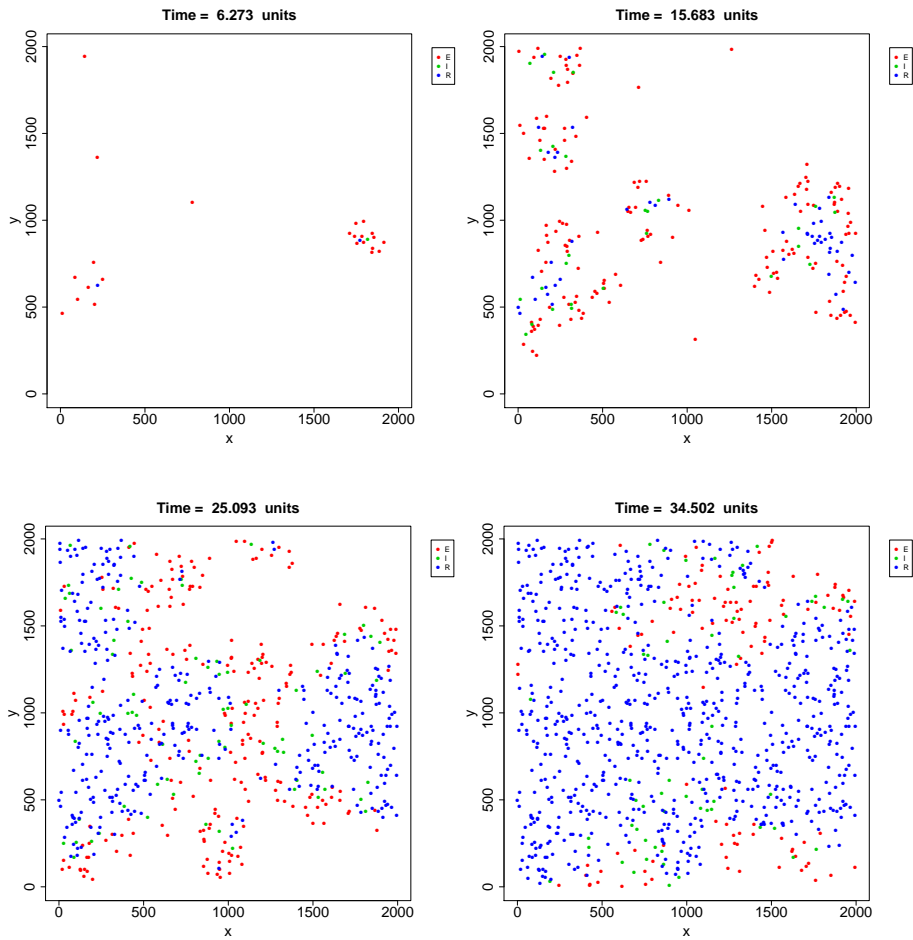 Time = 6.273 units
2000
1500
1000
500
0
y
0 500 1000 1500 2000
x
E
I
R
Time = 15.683 units
2000
1500
1000
500
0
y
0 500 1000 1500 2000
x
E
I
R
Time = 25.093 units
2000
1500
1000
500
0
y
0 500 1000 1500 2000
x
E
I
R
Time = 34.502 units
2000
1500
1000
500
0
y
0 500 1000 1500 2000
x
E
I
R